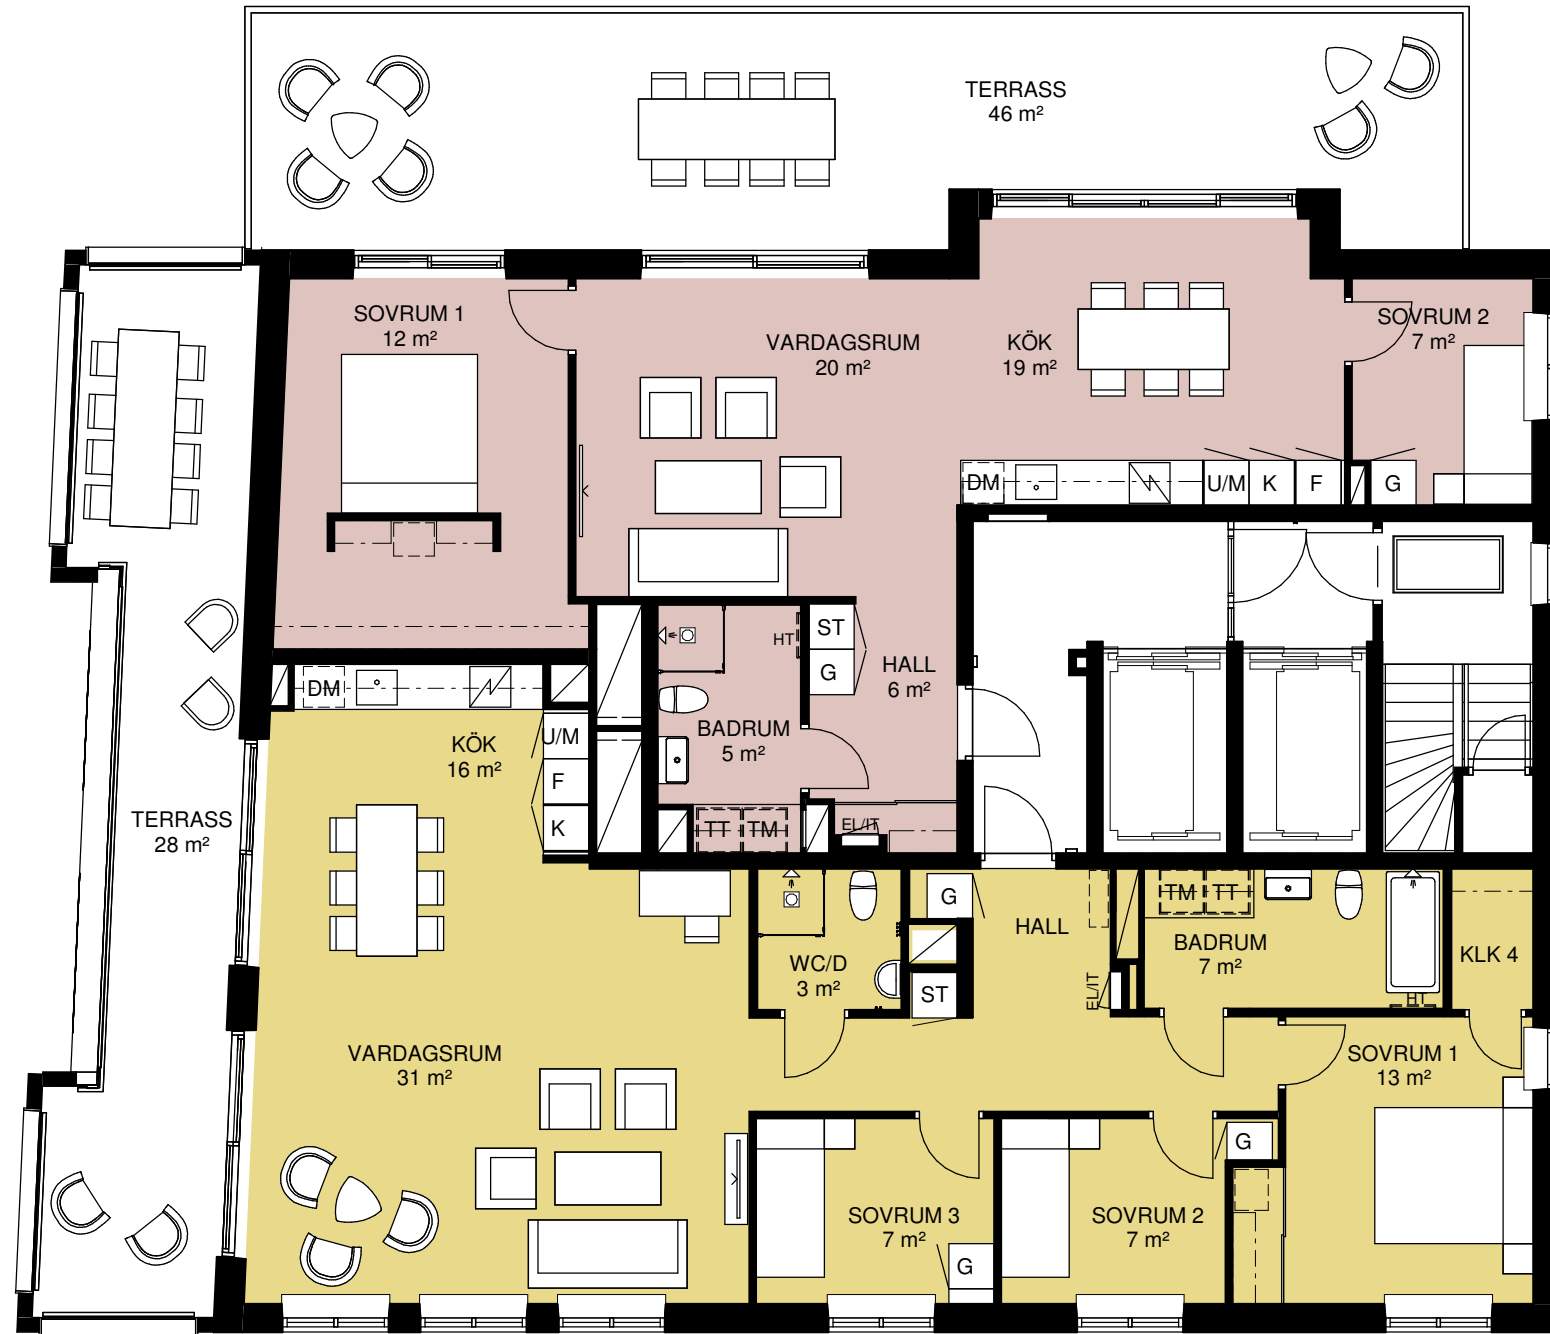 TERRASS
46 m²
SOVRUM 1
12 m²
VARDAGSRUM
20 m²
KÖK
19 m²
SOVRUM 2
7 m²
DM
U/M
K
F
G
ST
G
HT
HALL
6 m²
BADRUM
5 m²
TT
TM
EL/IT
DM
KÖK
16 m²
U/M
F
K
TERRASS
28 m²
G
HALL
TM
TT
BADRUM
7 m²
KLK 4
WC/D
3 m²
ST
EL/IT
HT
VARDAGSRUM
31 m²
SOVRUM 1
13 m²
G
SOVRUM 3
7 m²
G
SOVRUM 2
7 m²